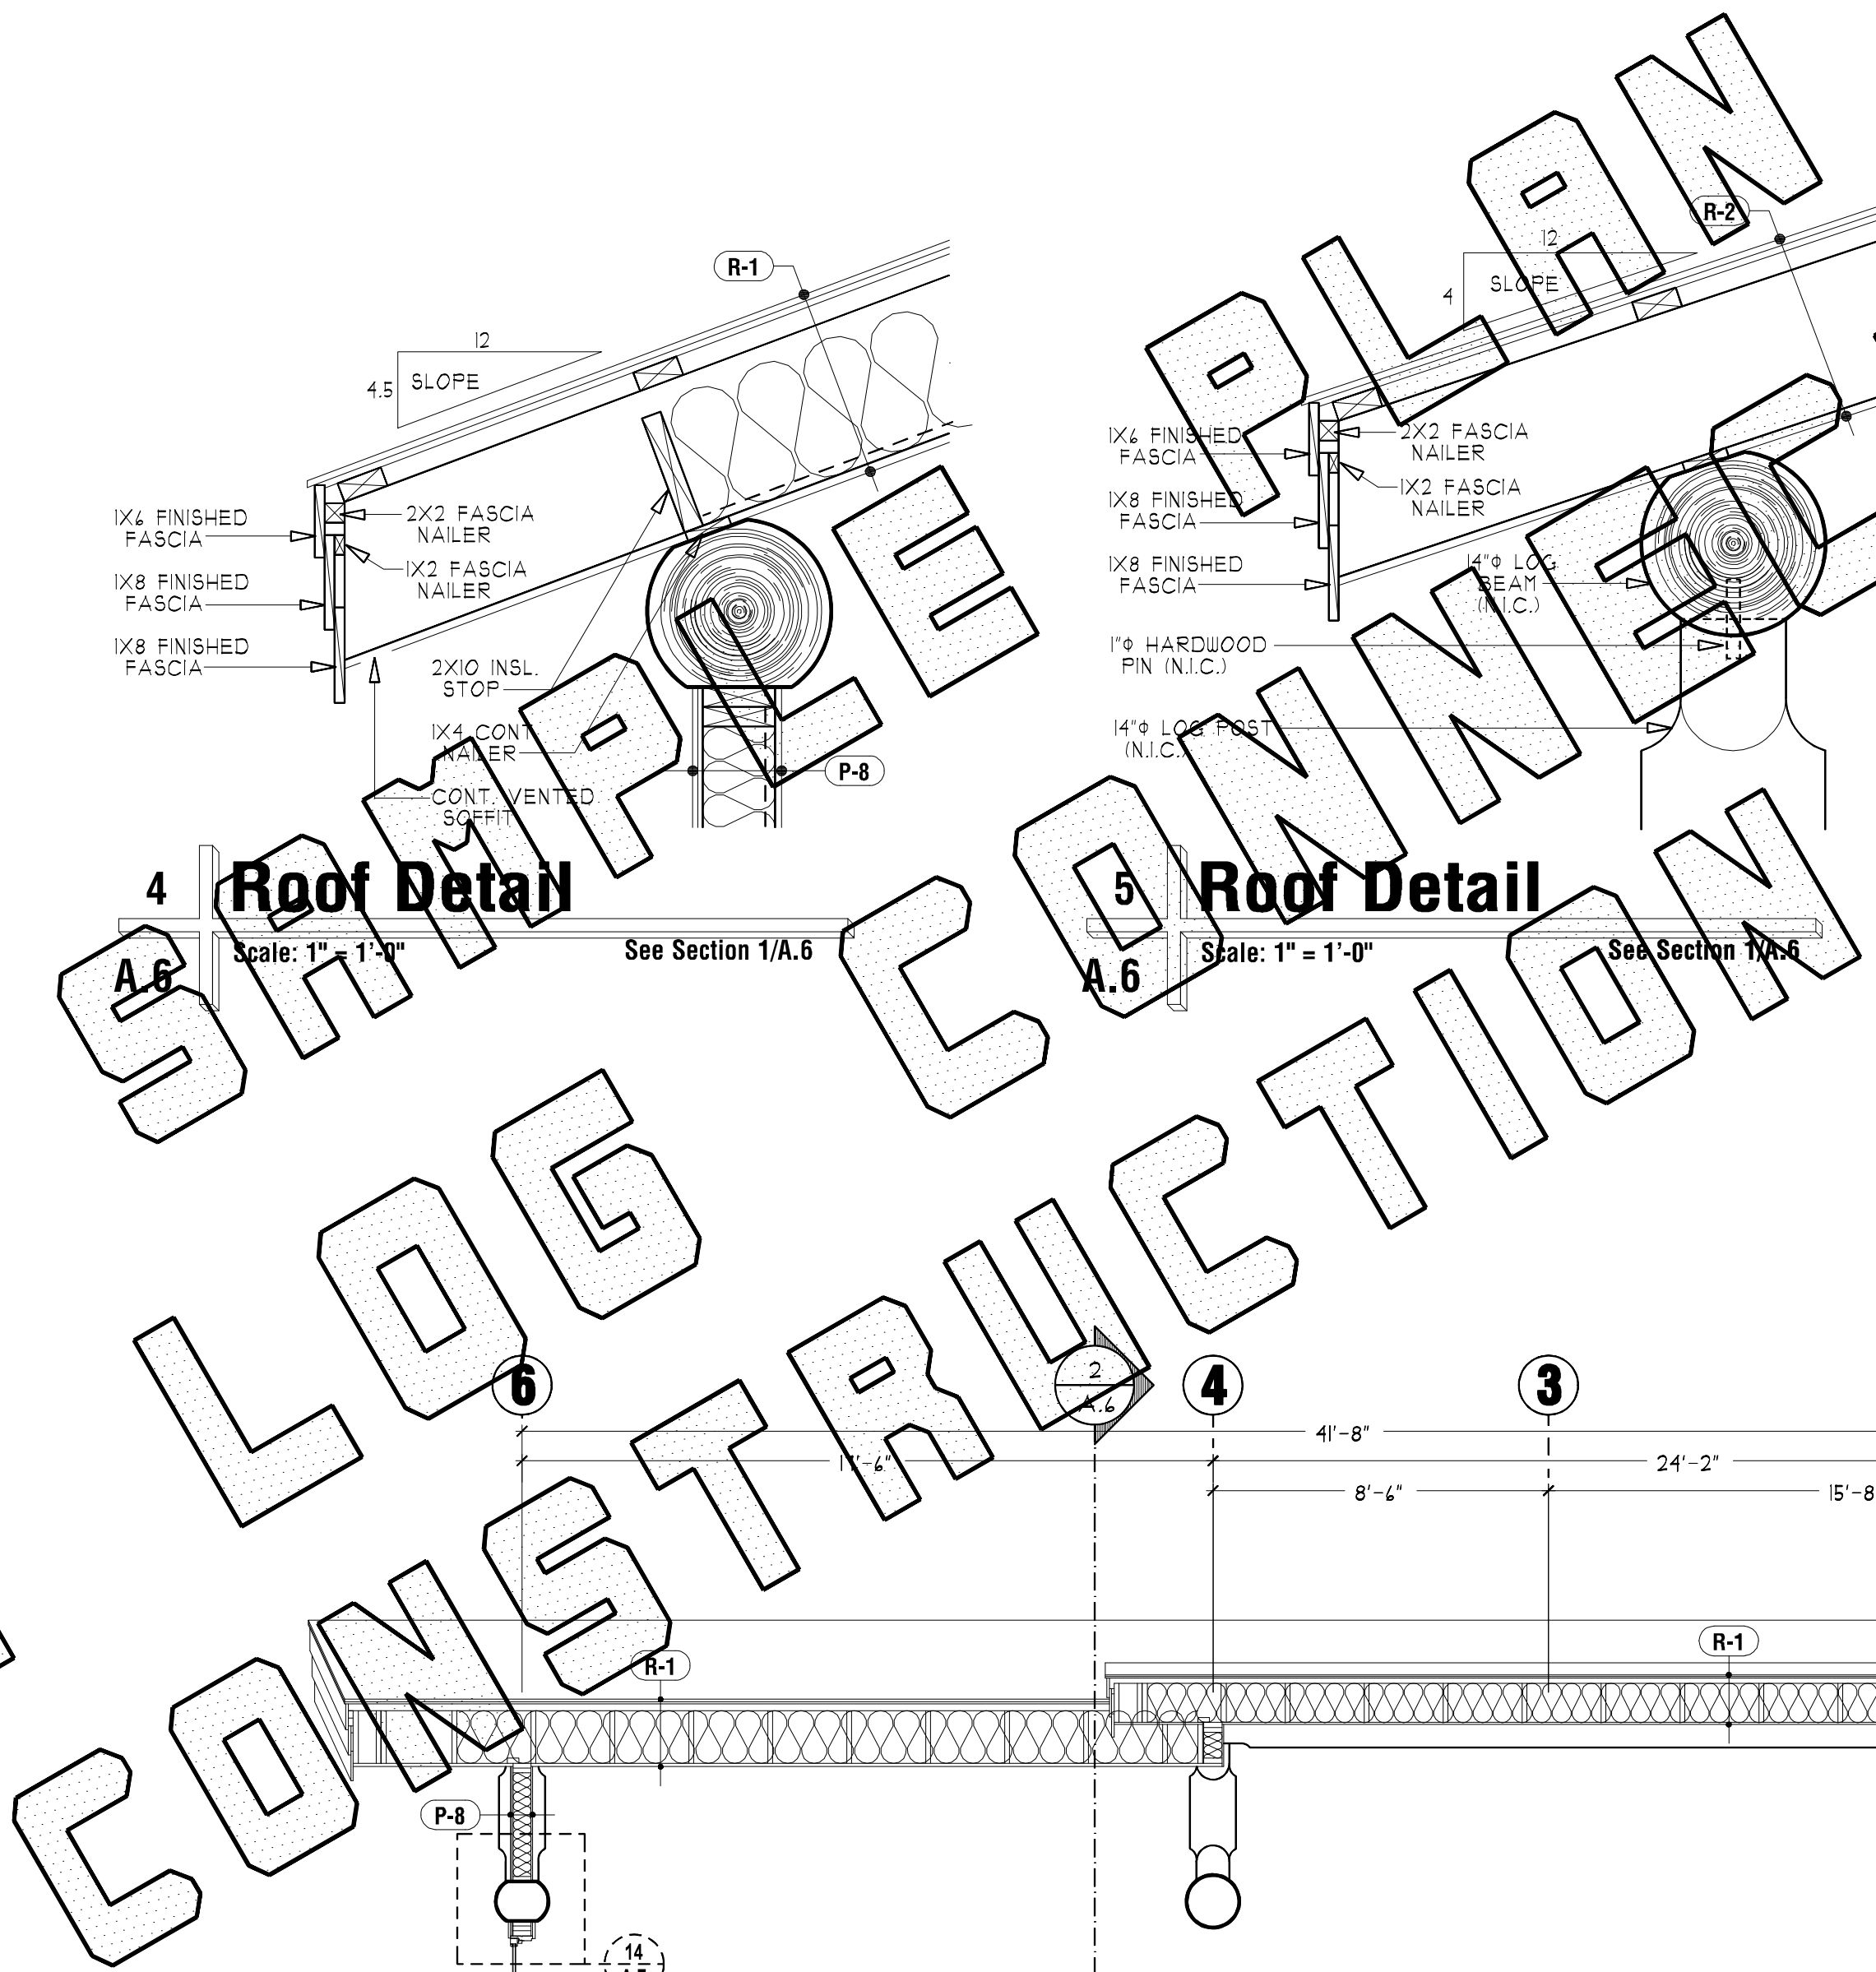 R-1
12
4.5
SLOPE
1X6 FINISHED
FASCIA
1X8 FINISHED
FASCIA
1X8 FINISHED
FASCIA
2X2 FASCIA
NAILER
1X2 FASCIA
NAILER
2X10 INSL.
STOP
1X4 CONT
NAILER
CONT. VENTED
SOFFIT
P-8
4
A.6
Roof Detail
Scale: 1" = 1'-0"
See Section 1/A.6
R-2
12
4
SLOPE
1X6 FINISHED
FASCIA
1X8 FINISHED
FASCIA
1X8 FINISHED
FASCIA
2X2 FASCIA
NAILER
1X2 FASCIA
NAILER
14"φ LOG
BEAM
(N.I.C.)
1"φ HARDWOOD
PIN (N.I.C.)
14"φ LOG POST
(N.I.C.)
5
A.6
Roof Detail
Scale: 1" = 1'-0"
See Section 1/A.6
SAMPLE PLAN
LOG CONNE
CONSTRUCTION
6
2
A.6
4
3
41'-8"
17'-6"
24'-2"
8'-6"
15'-8
R-1
R-1
P-8
14